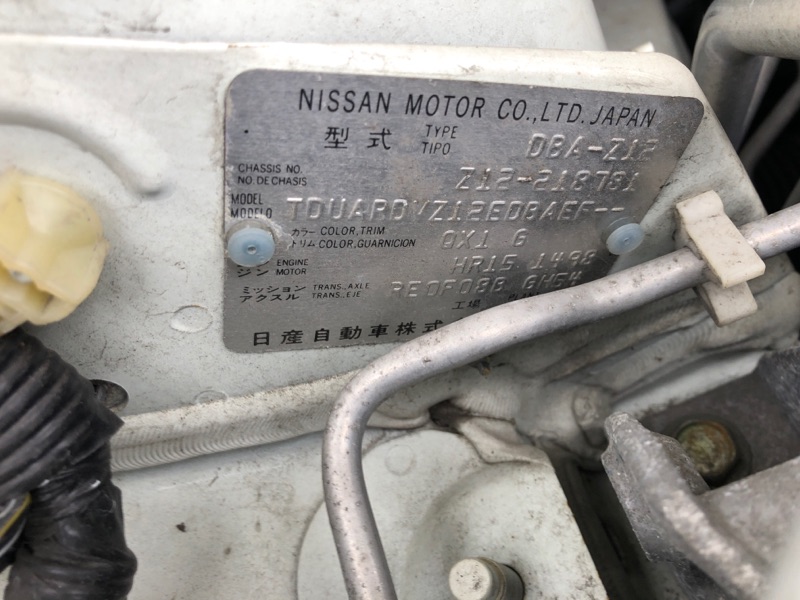 NISSAN MOTOR CO.,LTD.JAPAN
型式 TYPE TIPO DBA-Z12
CHASSIS NO. NO.DE CHASIS Z12-218731
MODEL MODELO
カラー COLOR,TRIM トリム COLOR,GUARNICION QX1 G
ENGINE ジン MOTOR HR15 1498
ミッション TRANS.,AXLE アクスル TRANS.,EJE RE0F08B GH54
工場
日産自動車株式